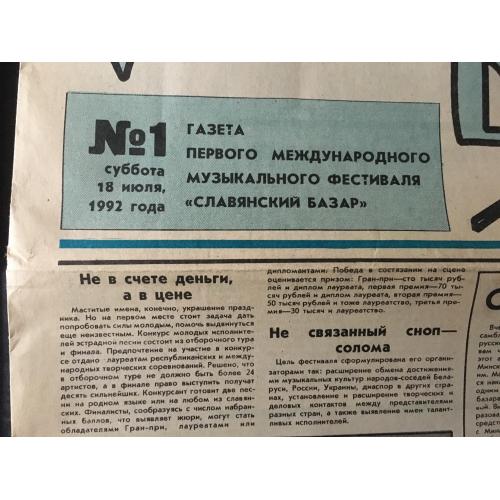 №1
суббота
18 июля,
1992 года
ГАЗЕТА
ПЕРВОГО МЕЖДУНАРОДНОГО
МУЗЫКАЛЬНОГО ФЕСТИВАЛЯ
«СЛАВЯНСКИЙ БАЗАР»
Не в счете деньги,
а в цене
Маститые имена, конечно, украшение празд-
ника. Но на первом месте стоит задача дать
попробовать силы молодым, помочь выдвинуться
еще неизвестным. Конкурс молодых исполните-
лей эстрадной песни состоит из отборочного тура
и финала. Предпочтение на участие в конкур-
се отдано лауреатам республиканских и между-
народных творческих соревнований. Решено, что
в отборочном туре не должно быть более 24
артистов, а в финале право выступить получат
десять сильнейших. Конкурсант может петь пес-
ни на родном языке или на любом из славян-
ских. Финалисты, сообразуясь с числом набран-
ных баллов, что выявляет жюри, могут стать
обладателями Гран-при, лауреатами или
дипломантами. Победа в состязании на сцене
оценивается призом: Гран-при—сто тысяч руб-
лей и диплом лауреата, первая премия—70 ты-
сяч рублей и диплом лауреата, вторая премия—
50 тысяч рублей и тоже лауреатство, третья пре-
мия—30 тысяч и лауреатство.
Не связанный сноп—
солома
Цель фестиваля сформулирована его органи-
заторами так: расширение обмена достижения-
ми музыкальных культур народов-соседей Бела-
руси, России, Украины, диаспор в других стра-
нах, установление и расширение творческих и
деловых контактов между представителями
разных стран, а также выявление имен талант-
ливых исполнителей.